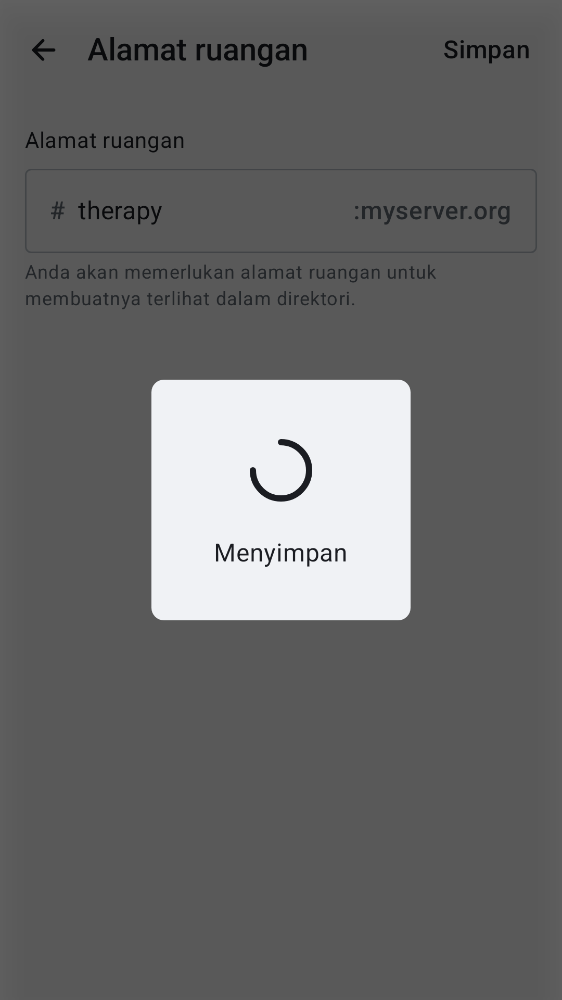 Alamat ruangan
Simpan
Alamat ruangan
# therapy :myserver.org
Anda akan memerlukan alamat ruangan untuk
membuatnya terlihat dalam direktori.
Menyimpan